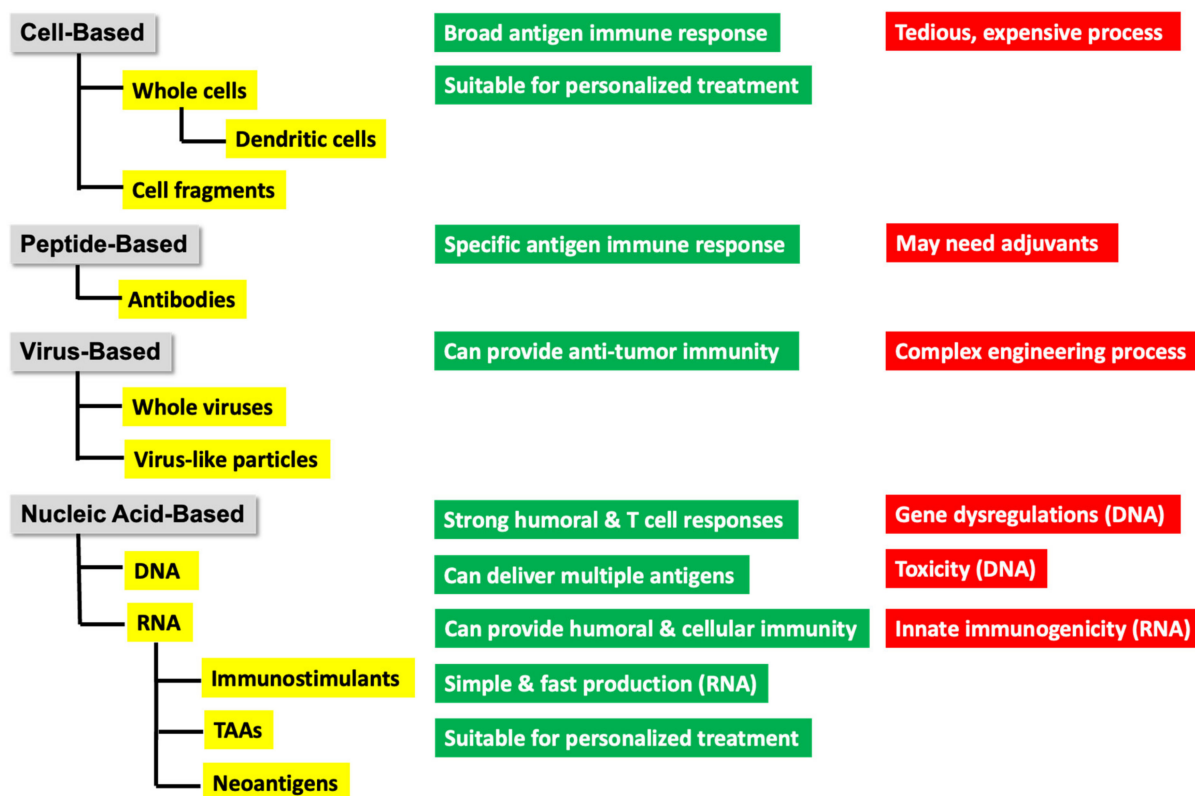 Cell-Based
Broad antigen immune response
Tedious, expensive process
Whole cells
Suitable for personalized treatment
Dendritic cells
Cell fragments
Peptide-Based
Specific antigen immune response
May need adjuvants
Antibodies
Virus-Based
Can provide anti-tumor immunity
Complex engineering process
Whole viruses
Virus-like particles
Nucleic Acid-Based
Strong humoral & T cell responses
Gene dysregulations (DNA)
DNA
Can deliver multiple antigens
Toxicity (DNA)
RNA
Can provide humoral & cellular immunity
Innate immunogenicity (RNA)
Immunostimulants
Simple & fast production (RNA)
TAAs
Suitable for personalized treatment
Neoantigens